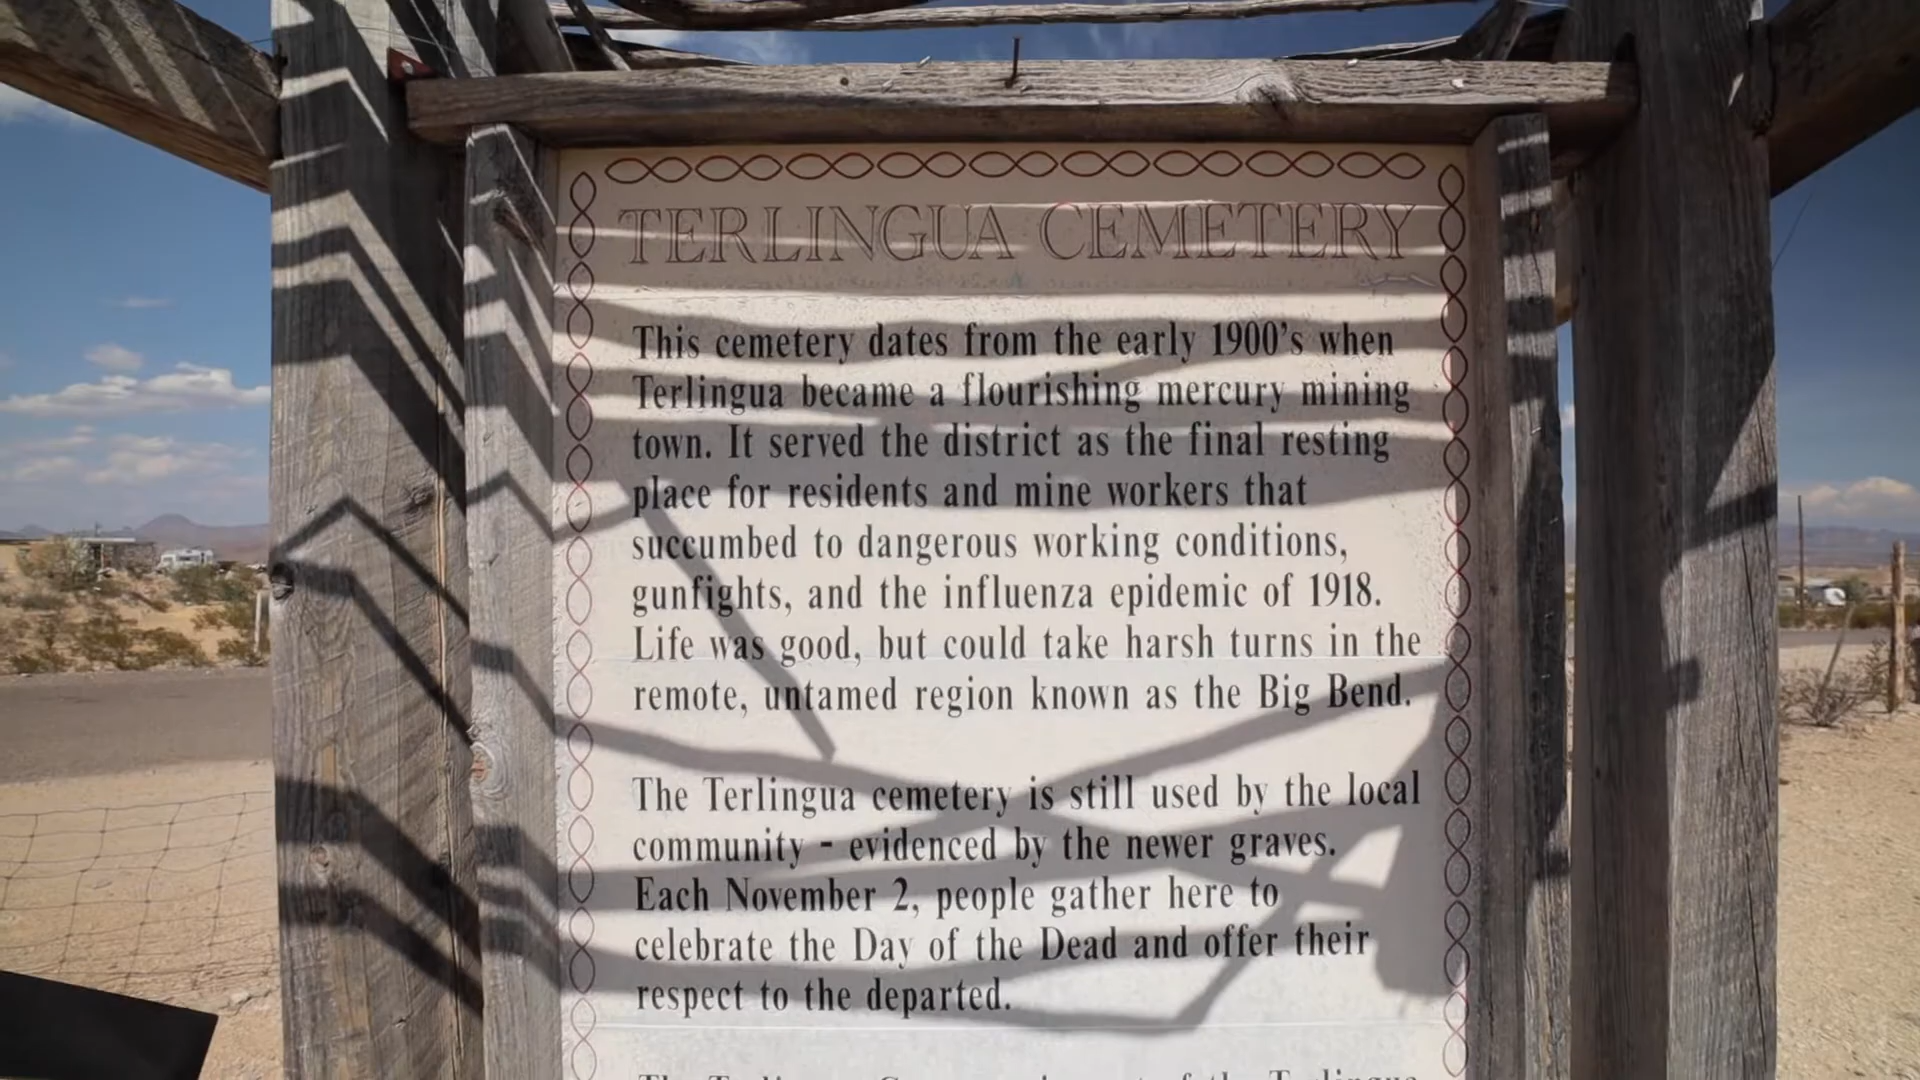 TERLINGUA CEMETERY
This cemetery dates from the early 1900's when
Terlingua became a flourishing mercury mining
town. It served the district as the final resting
place for residents and mine workers that
succumbed to dangerous working conditions,
gunfights, and the influenza epidemic of 1918.
Life was good, but could take harsh turns in the
remote, untamed region known as the Big Bend.
The Terlingua cemetery is still used by the local
community - evidenced by the newer graves.
Each November 2, people gather here to
celebrate the Day of the Dead and offer their
respect to the departed.